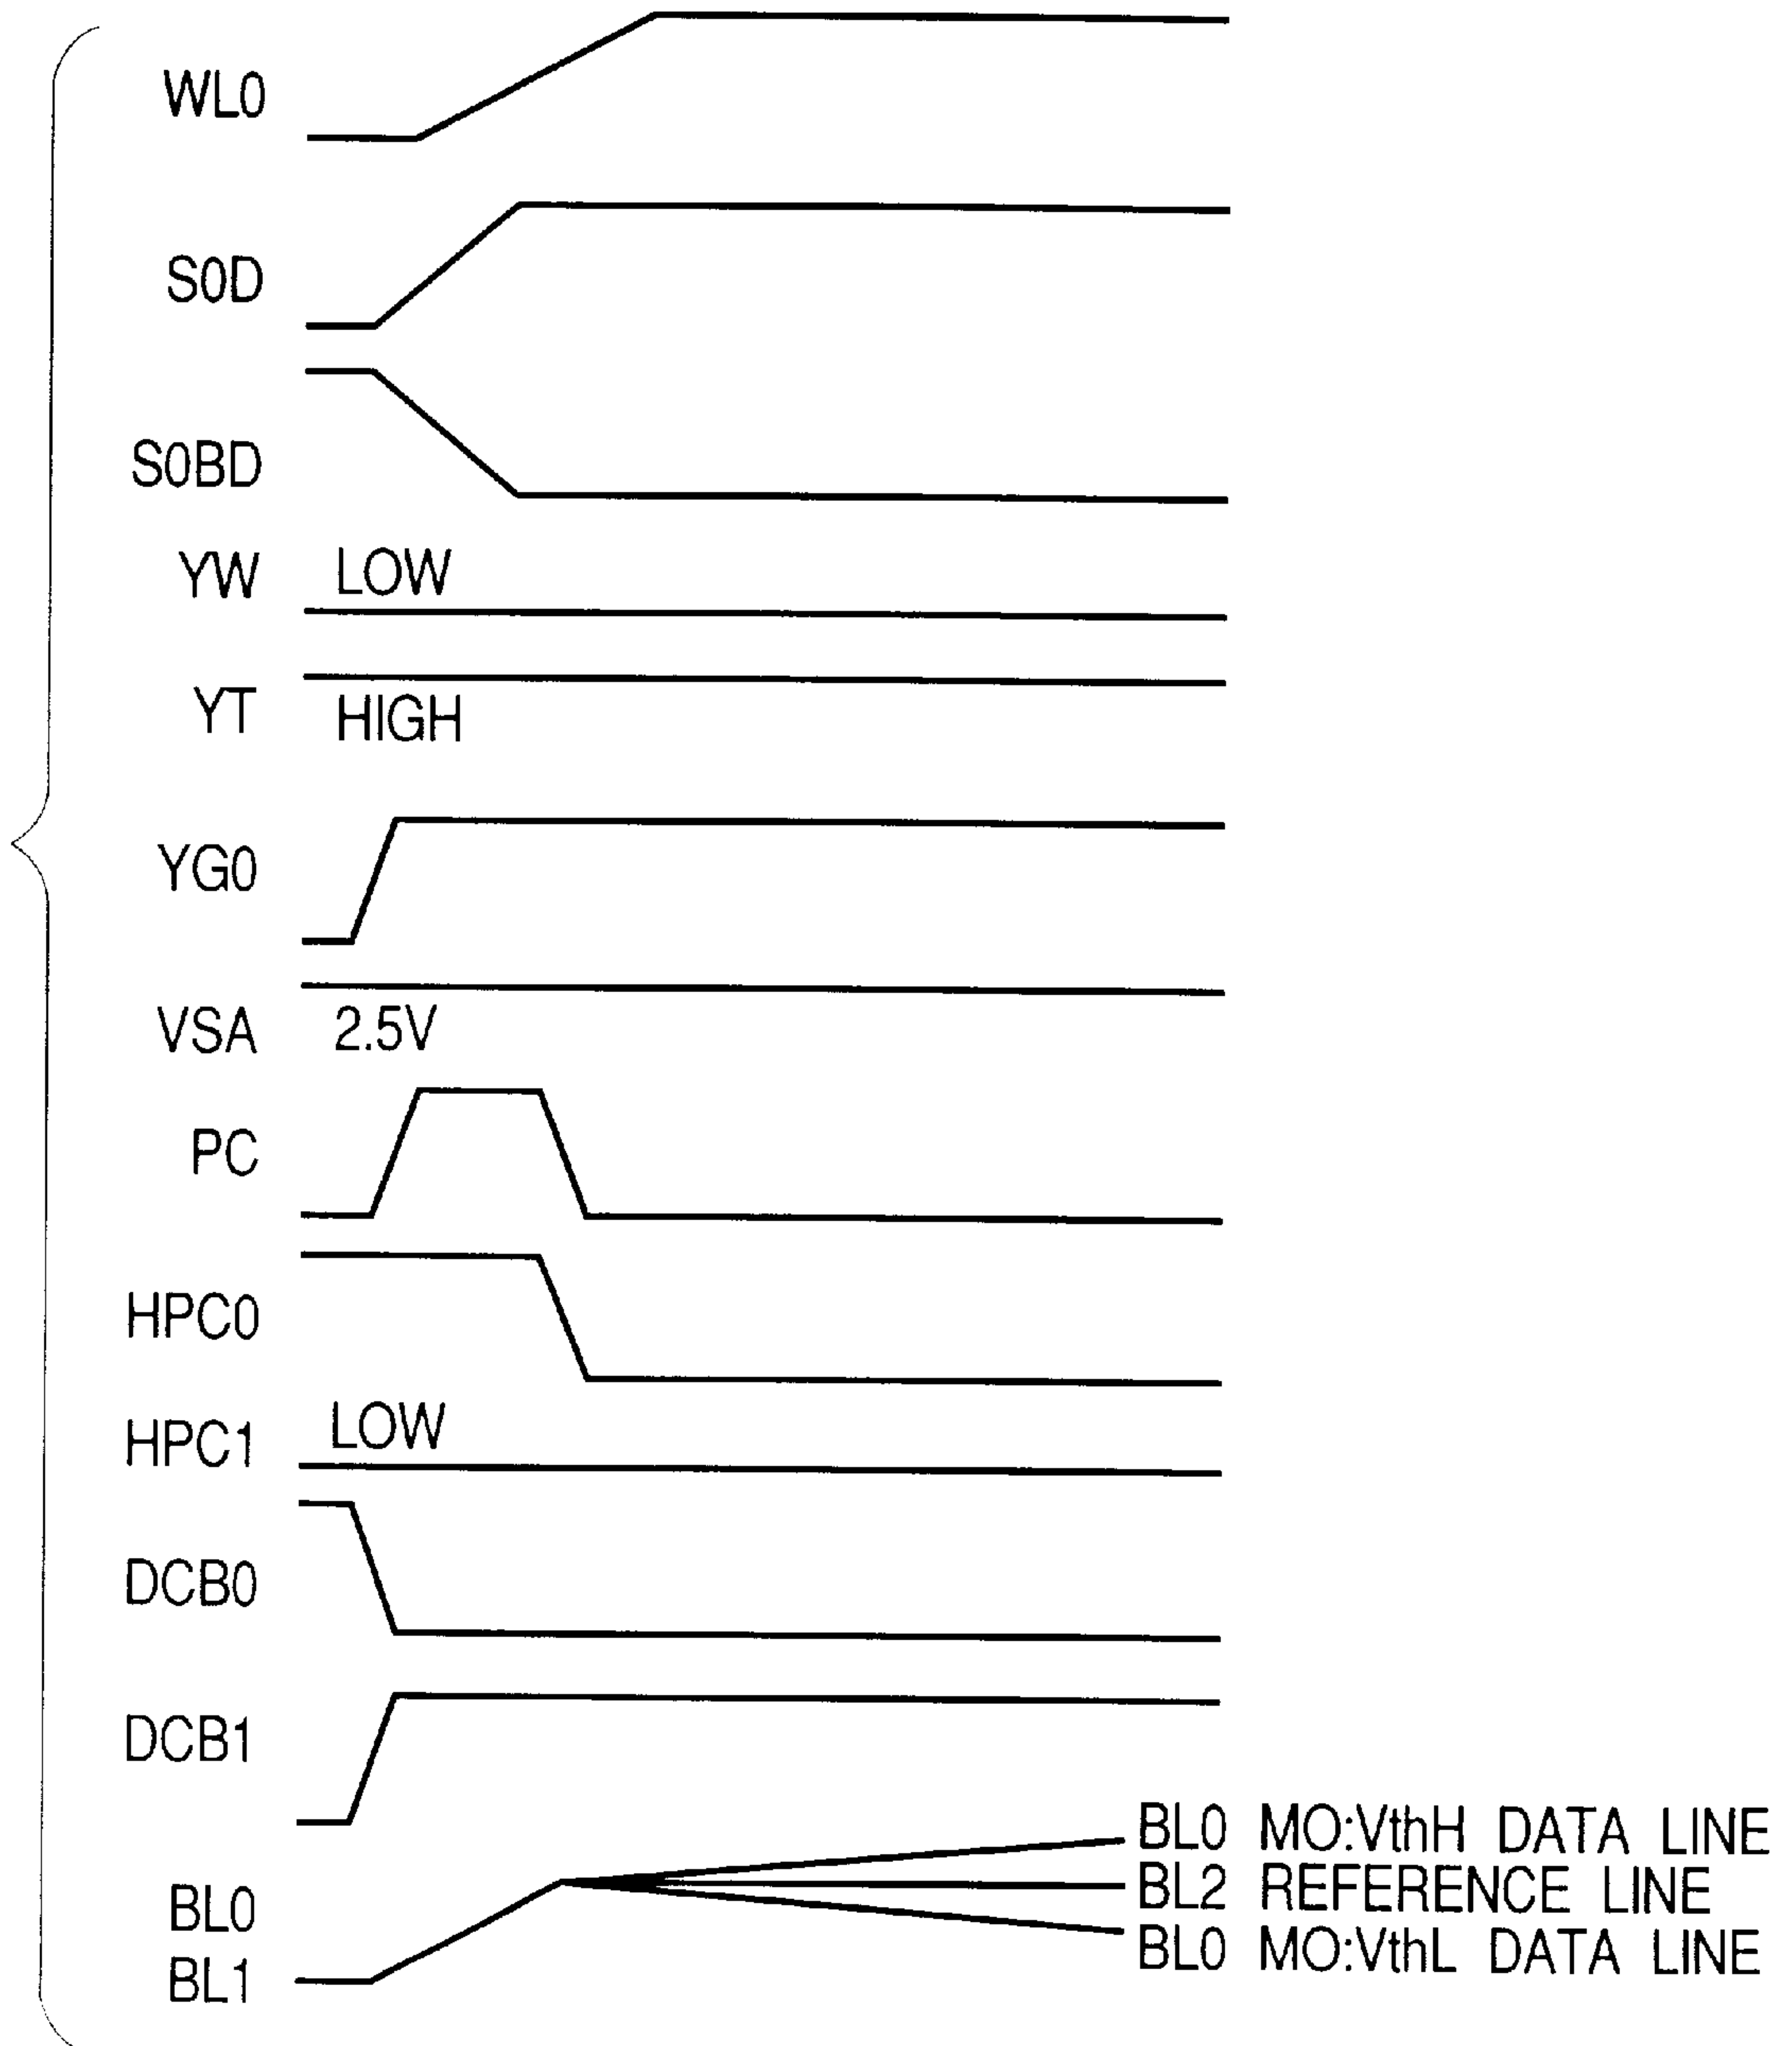 WL0
S0D
S0BD
YW LOW
YT HIGH
YG0
VSA 2.5V
PC
HPC0
HPC1 LOW
DCB0
DCB1
BL0 MO:VthH DATA LINE
BL2 REFERENCE LINE
BL0
BL0 MO:VthL DATA LINE
BL1